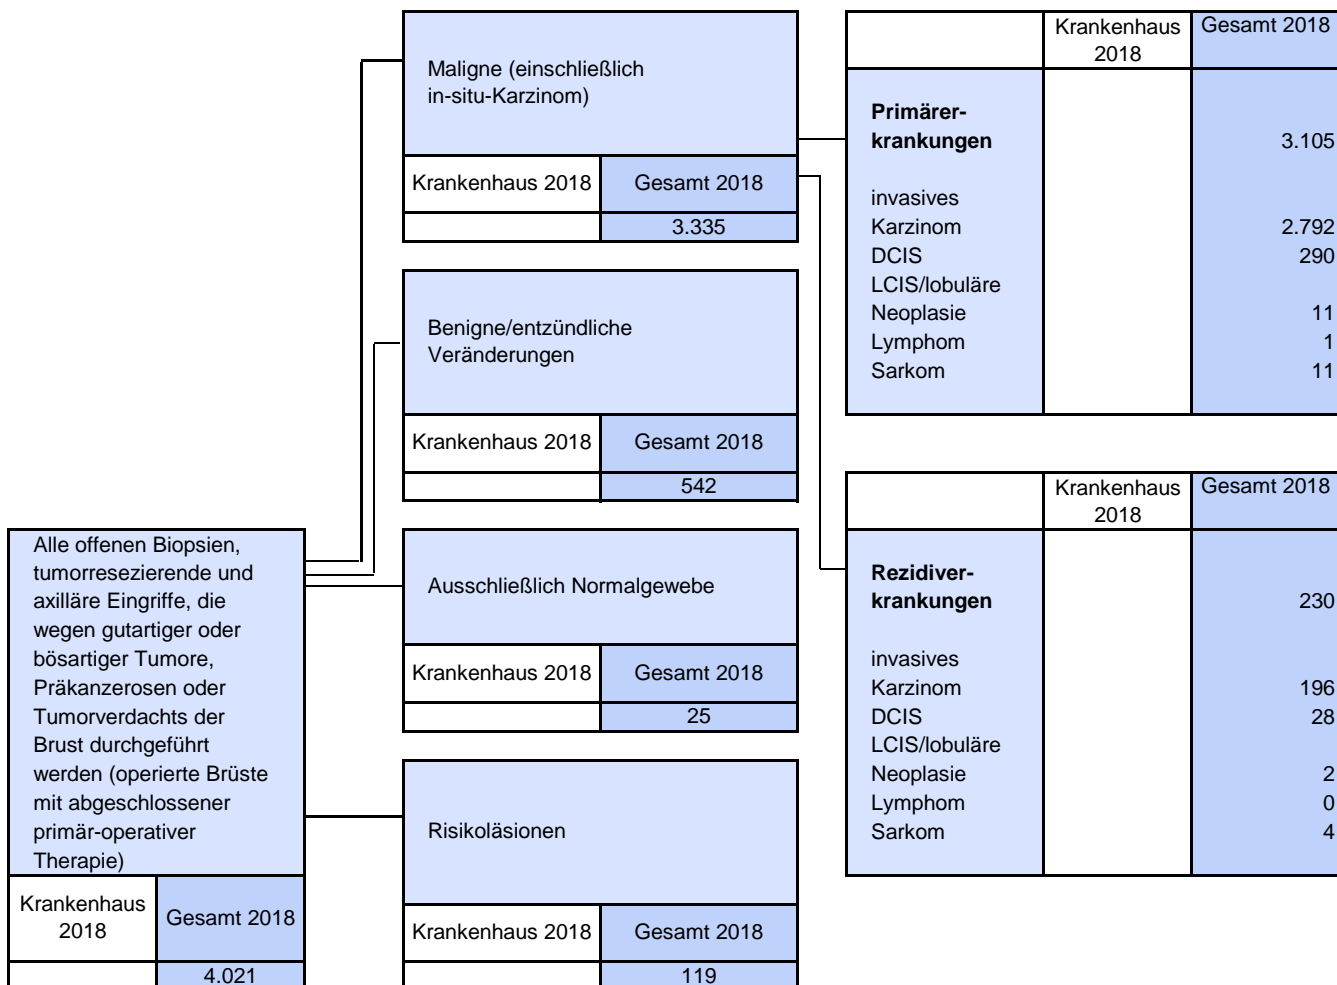 Alle offenen Biopsien,
tumorresezierende und
axilläre Eingriffe, die
wegen gutartiger oder
bösartiger Tumore,
Präkanzerosen oder
Tumorverdachts der
Brust durchgeführt
werden (operierte Brüste
mit abgeschlossener
primär-operativer
Therapie)
Krankenhaus
2018
Gesamt 2018
4.021
Maligne (einschließlich
in-situ-Karzinom)
Krankenhaus 2018 Gesamt 2018
3.335
Benigne/entzündliche
Veränderungen
Krankenhaus 2018 Gesamt 2018
542
Ausschließlich Normalgewebe
Krankenhaus 2018 Gesamt 2018
25
Risikoläsionen
Krankenhaus 2018 Gesamt 2018
119
Krankenhaus
2018
Gesamt 2018
Primärer-
krankungen 3.105
invasives
Karzinom 2.792
DCIS 290
LCIS/lobuläre
Neoplasie 11
Lymphom 1
Sarkom 11
Krankenhaus
2018
Gesamt 2018
Rezidiver-
krankungen 230
invasives
Karzinom 196
DCIS 28
LCIS/lobuläre
Neoplasie 2
Lymphom 0
Sarkom 4